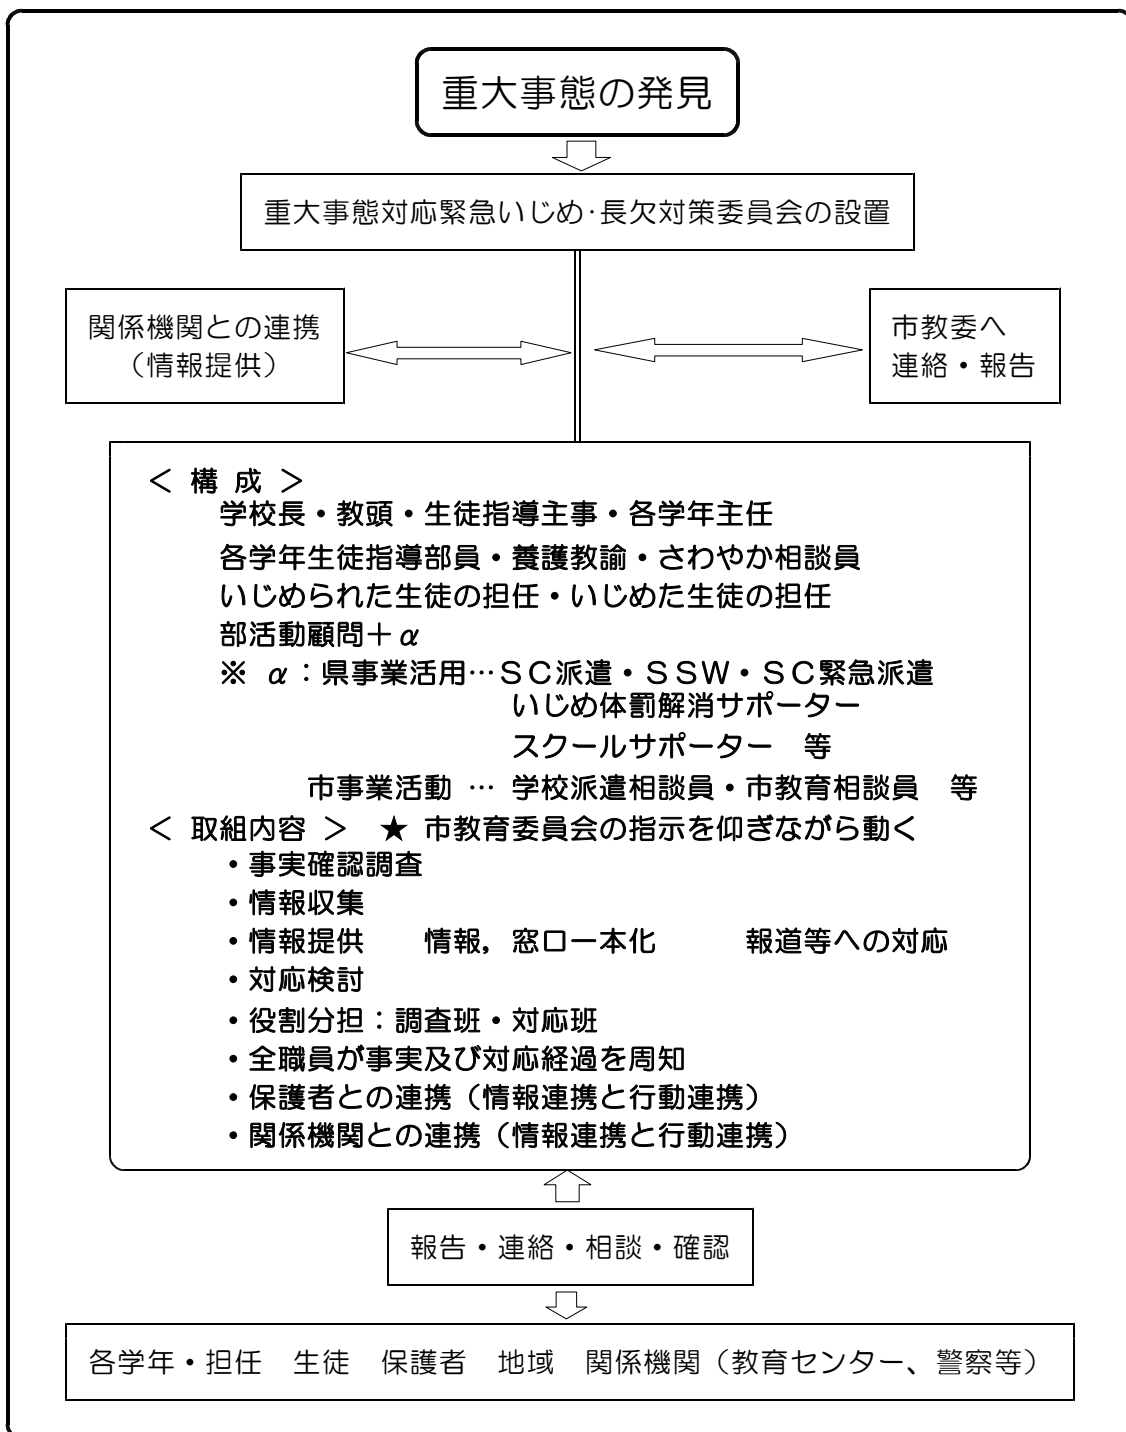 重大事態の発見
重大事態対応緊急いじめ・長欠対策委員会の設置
関係機関との連携
（情報提供）
市教委へ
連絡・報告
＜ 構 成 ＞
学校長・教頭・生徒指導主事・各学年主任
各学年生徒指導部員・養護教諭・さわやか相談員
いじめられた生徒の担任・いじめた生徒の担任
部活動顧問＋α
※ α：県事業活用…ＳＣ派遣・ＳＳＷ・ＳＣ緊急派遣
いじめ体罰解消サポーター
スクールサポーター　等
市事業活動 … 学校派遣相談員・市教育相談員　等
＜ 取組内容 ＞　★ 市教育委員会の指示を仰ぎながら動く
・事実確認調査
・情報収集
・情報提供　　情報，窓口一本化　　　報道等への対応
・対応検討
・役割分担：調査班・対応班
・全職員が事実及び対応経過を周知
・保護者との連携（情報連携と行動連携）
・関係機関との連携（情報連携と行動連携）
報告・連絡・相談・確認
各学年・担任　生徒　保護者　地域　関係機関（教育センター、警察等）